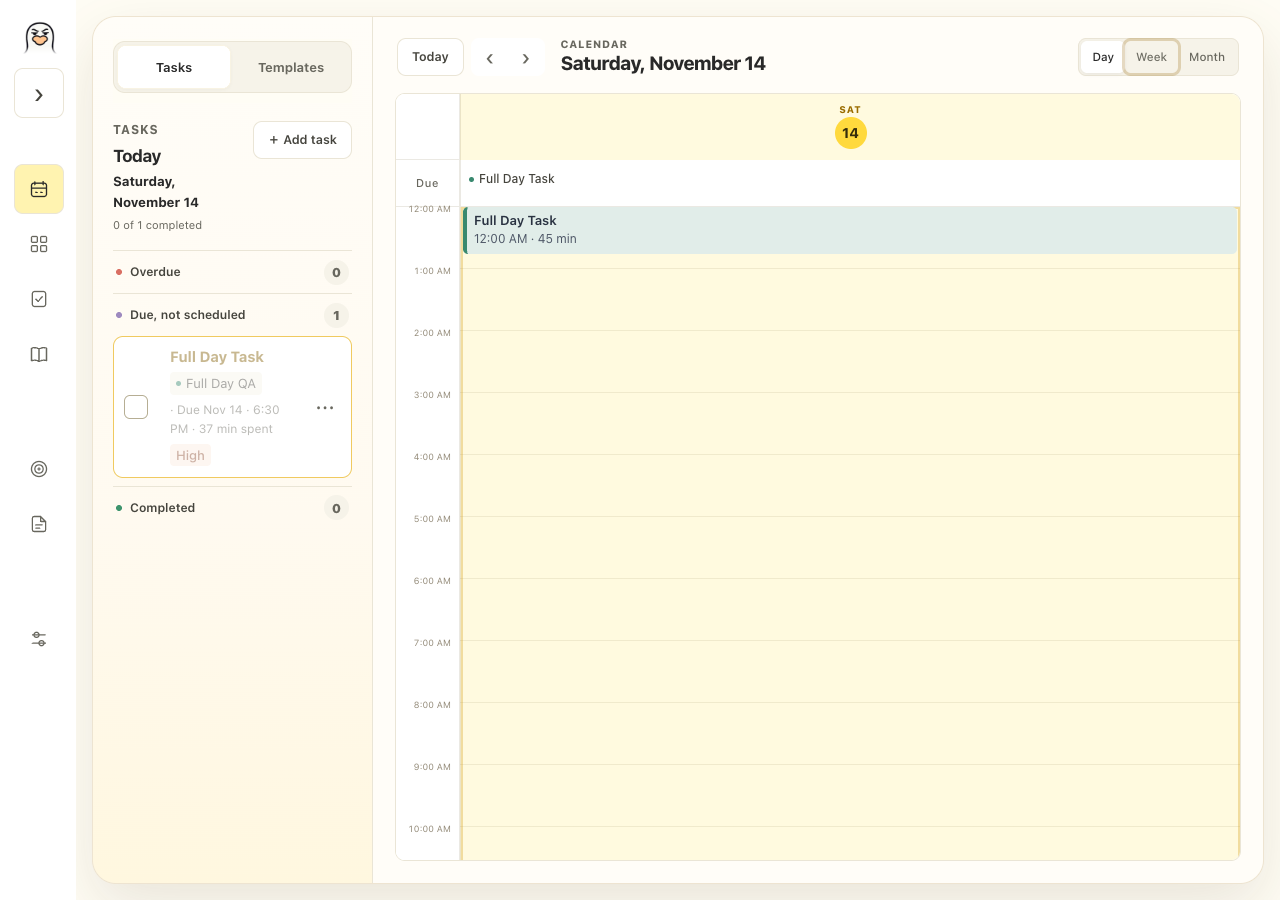 Tasks
Templates
TASKS
Today
Saturday,
November 14
0 of 1 completed
+ Add task
Overdue
0
Due, not scheduled
1
Full Day Task
Full Day QA
· Due Nov 14 · 6:30
PM · 37 min spent
High
Completed
0
Today
CALENDAR
Saturday, November 14
Day
Week
Month
SAT
14
Due
Full Day Task
12:00 AM
Full Day Task
12:00 AM · 45 min
1:00 AM
2:00 AM
3:00 AM
4:00 AM
5:00 AM
6:00 AM
7:00 AM
8:00 AM
9:00 AM
10:00 AM